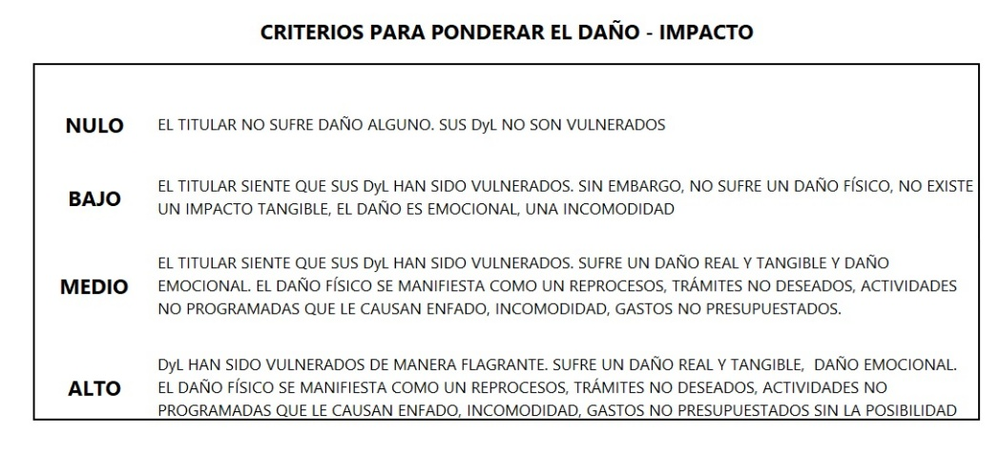 CRITERIOS PARA PONDERAR EL DAÑO - IMPACTO
NULO EL TITULAR NO SUFRE DAÑO ALGUNO. SUS DyL NO SON VULNERADOS
BAJO EL TITULAR SIENTE QUE SUS DyL HAN SIDO VULNERADOS. SIN EMBARGO, NO SUFRE UN DAÑO FÍSICO, NO EXISTE
UN IMPACTO TANGIBLE, EL DAÑO ES EMOCIONAL, UNA INCOMODIDAD
EL TITULAR SIENTE QUE SUS DyL HAN SIDO VULNERADOS. SUFRE UN DAÑO REAL Y TANGIBLE Y DAÑO
MEDIO EMOCIONAL. EL DAÑO FÍSICO SE MANIFIESTA COMO UN REPROCESOS, TRÁMITES NO DESEADOS, ACTIVIDADES
NO PROGRAMADAS QUE LE CAUSAN ENFADO, INCOMODIDAD, GASTOS NO PRESUPUESTADOS.
DyL HAN SIDO VULNERADOS DE MANERA FLAGRANTE. SUFRE UN DAÑO REAL Y TANGIBLE, DAÑO EMOCIONAL.
ALTO EL DAÑO FÍSICO SE MANIFIESTA COMO UN REPROCESOS, TRÁMITES NO DESEADOS, ACTIVIDADES NO
PROGRAMADAS QUE LE CAUSAN ENFADO, INCOMODIDAD, GASTOS NO PRESUPUESTADOS SIN LA POSIBILIDAD